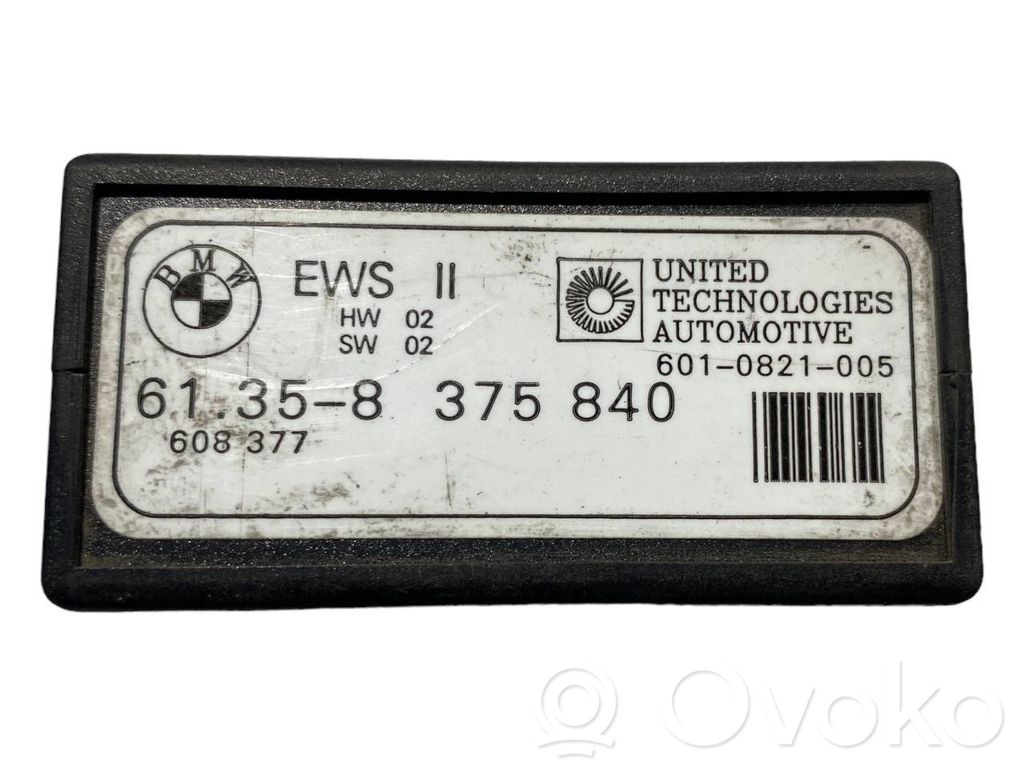 BMW
EWS II
HW 02
SW 02
UNITED
TECHNOLOGIES
AUTOMOTIVE
601-0821-005
61.35-8 375 840
608 377
Ovoko